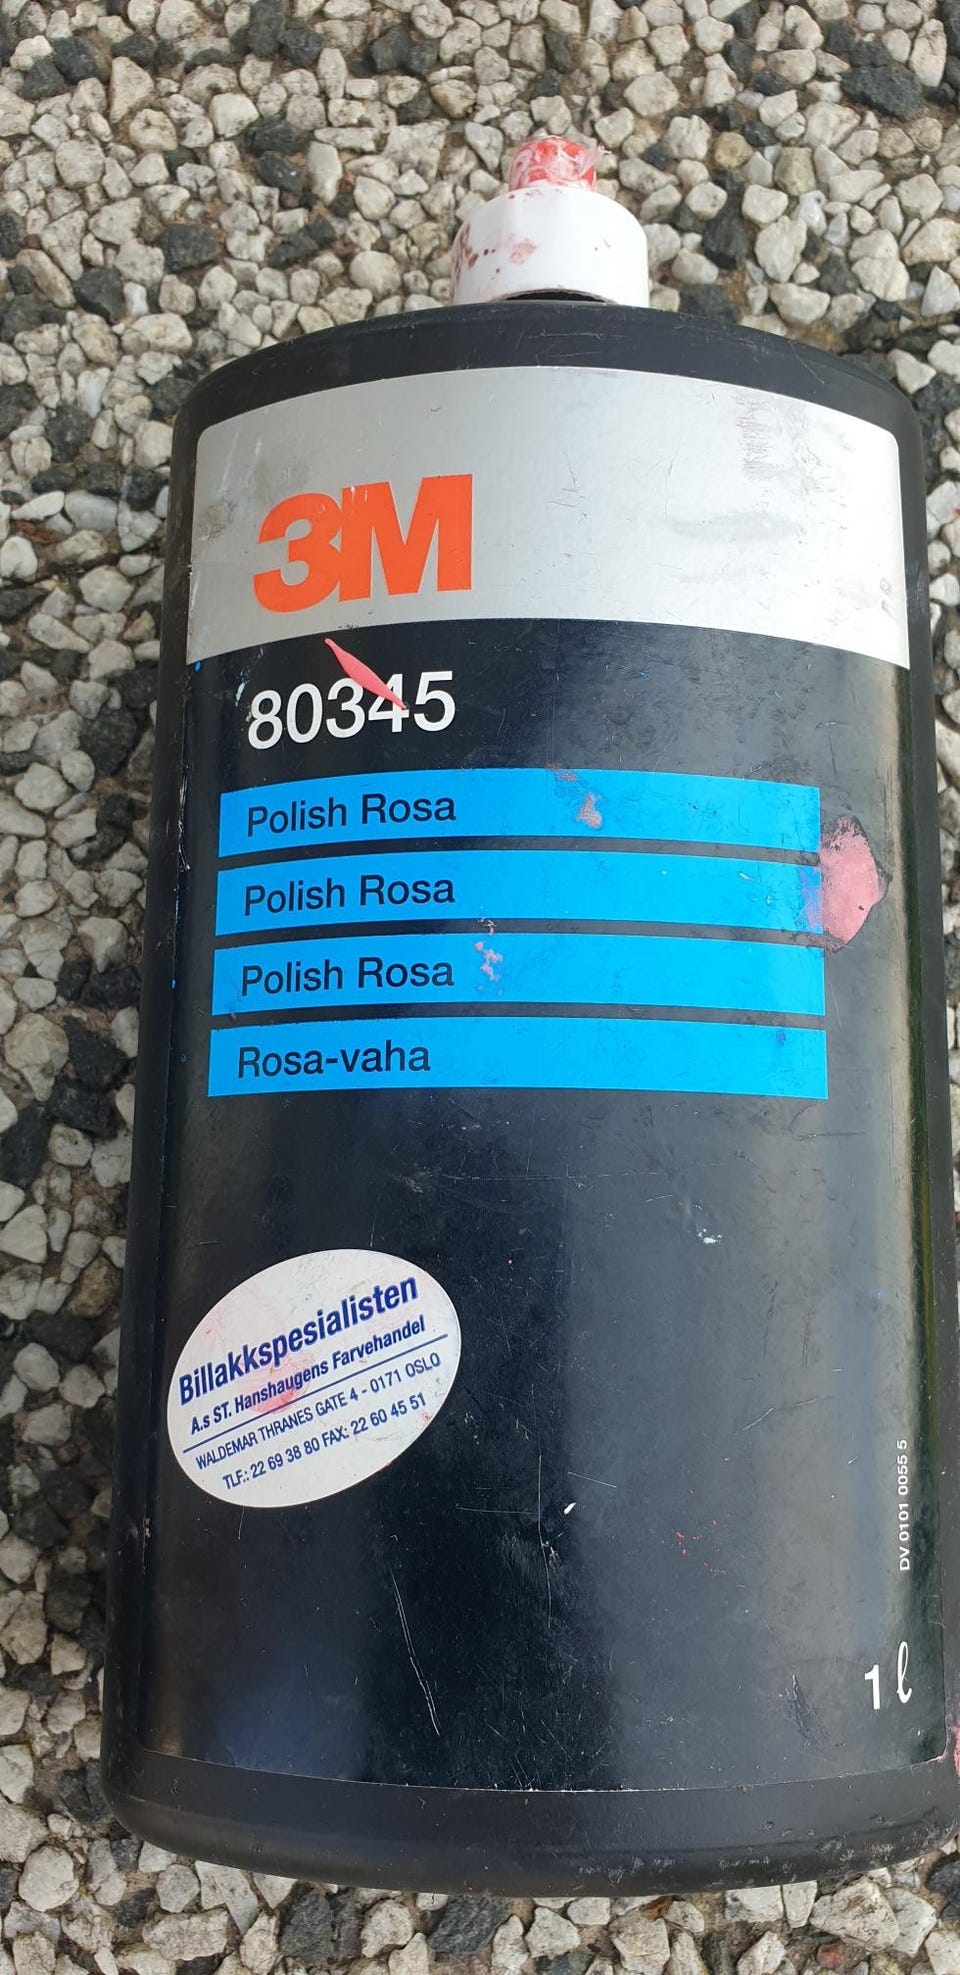 3M
80345
Polish Rosa
Polish Rosa
Polish Rosa
Rosa-vaha
Billakkspesialisten
A.s ST. Hanshaugens Farvehandel
WALDEMAR THRANES GATE 4 - 0171 OSLO
TLF.: 22 69 38 80 FAX: 22 60 45 51
DV 0101 0055 5
1 ℓ